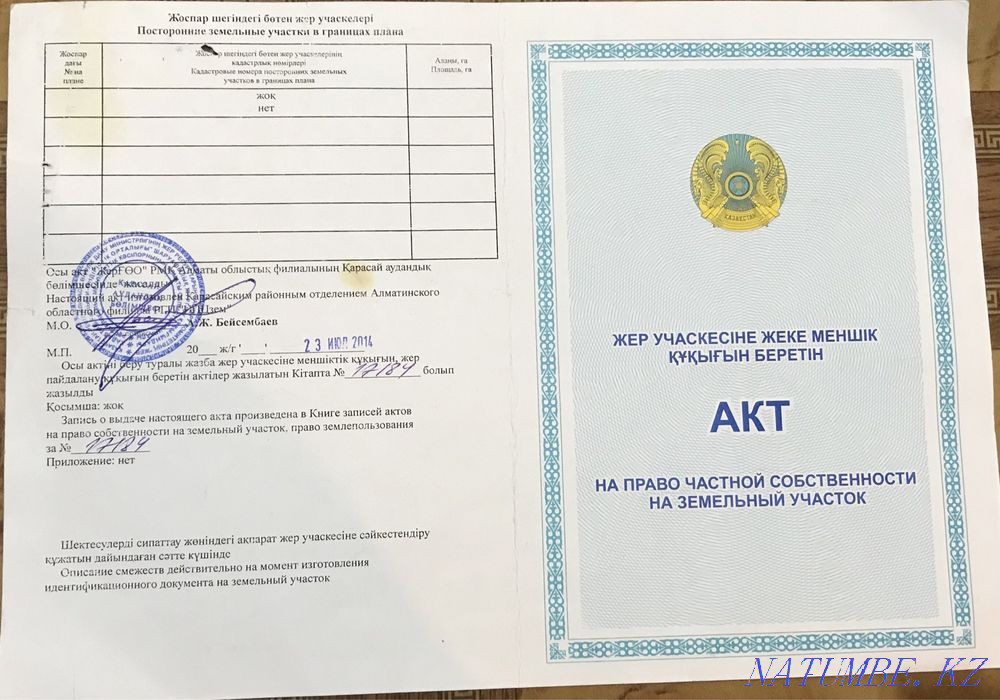 Жоспар шегіндегі бөтен жер учаскелері
Посторонние земельные участки в границах плана
Жоспар
дағы
№ на
плане
Жоспар шегіндегі бөтен жер учаскелерінің
кадастрлық нөмірлері
Кадастровые номера посторонних земельных
участков в границах плана
Алаңы, га
Площадь, га
жоқ
нет
Осы акт "ЖерҒӨО" РМК Алматы облыстық филиалының Қарасай аудандық
бөлімшесінде жасалды
Настоящий акт изготовлен Карасайским районным отделением Алматинского
областного филиала РГП
М.О.
Ж. Бейсембаев
М.П.
20 ж/г 23 ИЮЛ 2014
Осы актіні беру туралы жазба жер учаскесіне меншіктік құқығын, жер
пайдалану құқығын беретін актілер жазылатын Кітапта № 17184 болып
жазылды
Қосымша: жоқ
Запись о выдаче настоящего акта произведена в Книге записей актов
на право собственности на земельный участок, право землепользования
за № 17184
Приложение: нет
Шектесулерді сипаттау жөніндегі ақпарат жер учаскесіне сәйкестендіру
құжатын дайындаған сәтте күшінде
Описание смежеств действительно на момент изготовления
идентификационного документа на земельный участок
ҚАЗАҚСТАН
ЖЕР УЧАСКЕСІНЕ ЖЕКЕ МЕНШІК
ҚҰҚЫҒЫН БЕРЕТІН
АКТ
НА ПРАВО ЧАСТНОЙ СОБСТВЕННОСТИ
НА ЗЕМЕЛЬНЫЙ УЧАСТОК
NATUMBE.KZ